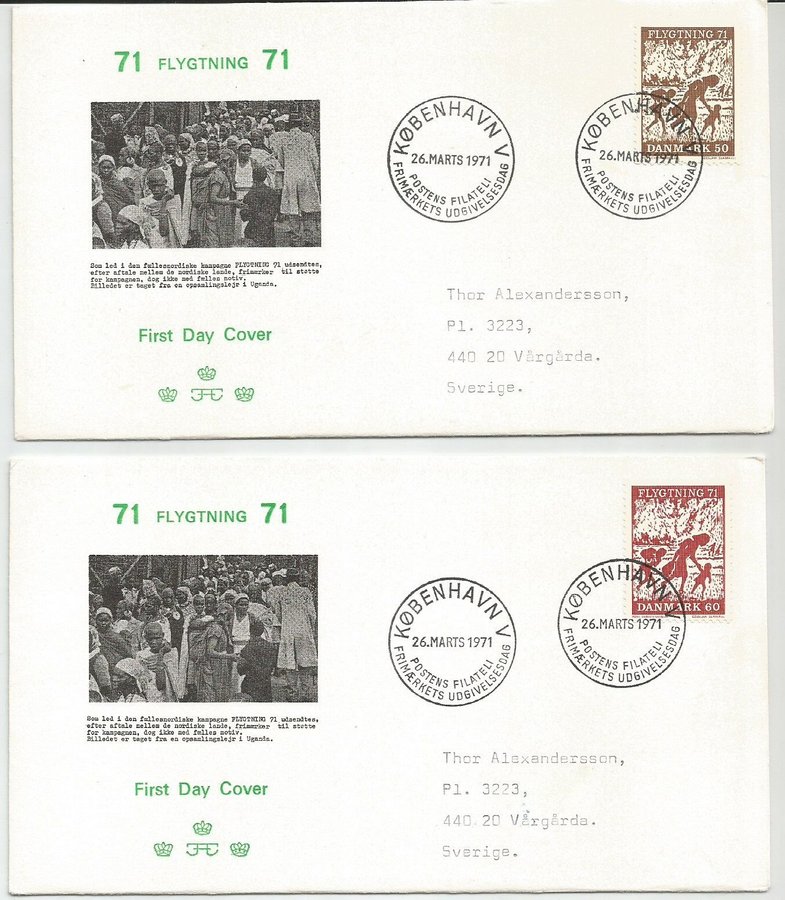 71 FLYGTNING 71
FLYGTNING 71
DANMARK 50
KØBENHAVN V
26.MARTS 1971
POSTENS FILATELI
FRIMÆRKETS UDGIVELSESDAG
KØBENHAVN V
26.MARTS 1971
POSTENS FILATELI
FRIMÆRKETS UDGIVELSESDAG
Som led i den fællesnordiske kampagne FLYGTNING 71 udsendtes,
efter aftale mellem de nordiske lande, frimærker til støtte
for kampagnen, dog ikke med fælles motiv.
Billedet er taget fra en opsamlingslejr i Uganda.
Thor Alexandersson,
Pl. 3223,
440 20 Vårgårda.
Sverige.
First Day Cover
71 FLYGTNING 71
FLYGTNING 71
DANMARK 60
KØBENHAVN V
26.MARTS 1971
POSTENS FILATELI
FRIMÆRKETS UDGIVELSESDAG
KØBENHAVN V
26.MARTS 1971
POSTENS FILATELI
FRIMÆRKETS UDGIVELSESDAG
Som led i den fællesnordiske kampagne FLYGTNING 71 udsendtes,
efter aftale mellem de nordiske lande, frimærker til støtte
for kampagnen, dog ikke med fælles motiv.
Billedet er taget fra en opsamlingslejr i Uganda.
Thor Alexandersson,
Pl. 3223,
440 20 Vårgårda.
Sverige.
First Day Cover